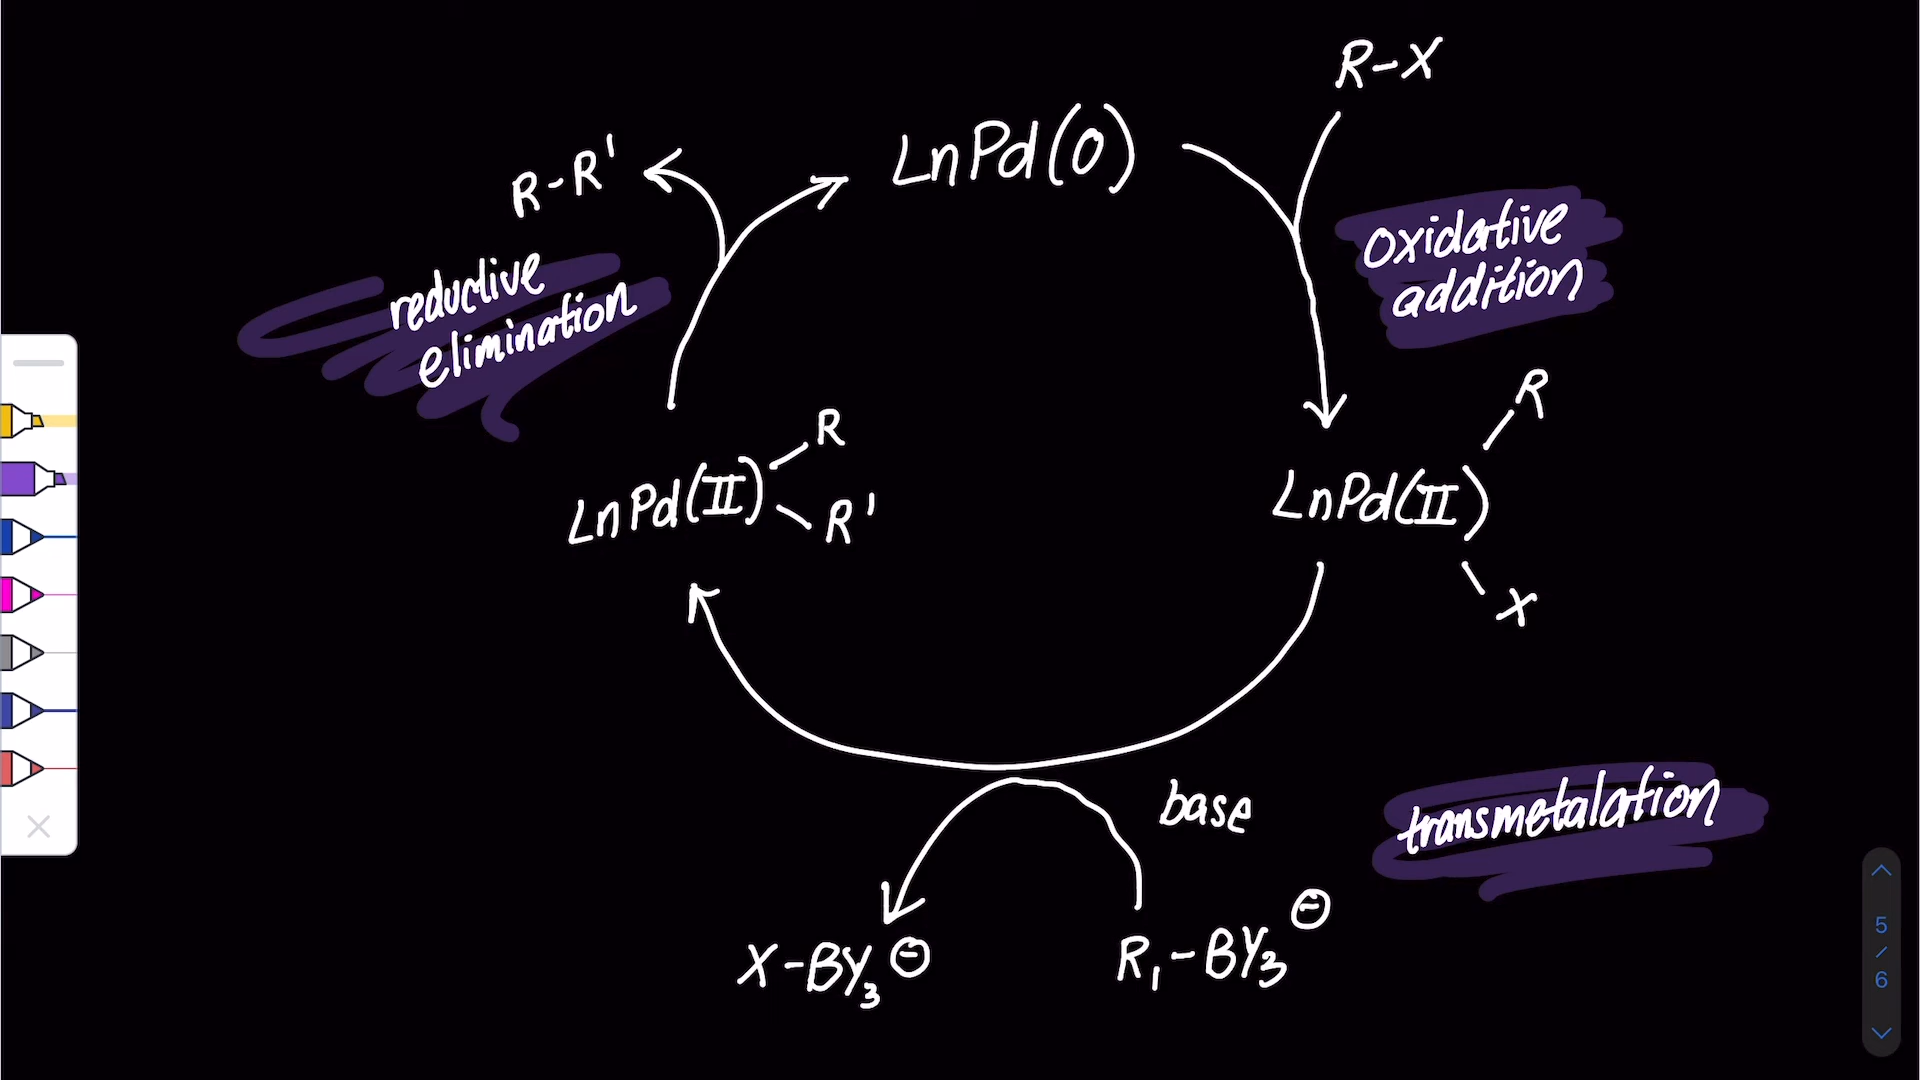 R-X
LnPd(0)
R-R'
oxidative
addition
reductive
elimination
R
LnPd(II)
X
R
LnPd(II)
R'
base
transmetalation
X-BY3 ⊖
R1-BY3 ⊖
5
/
6